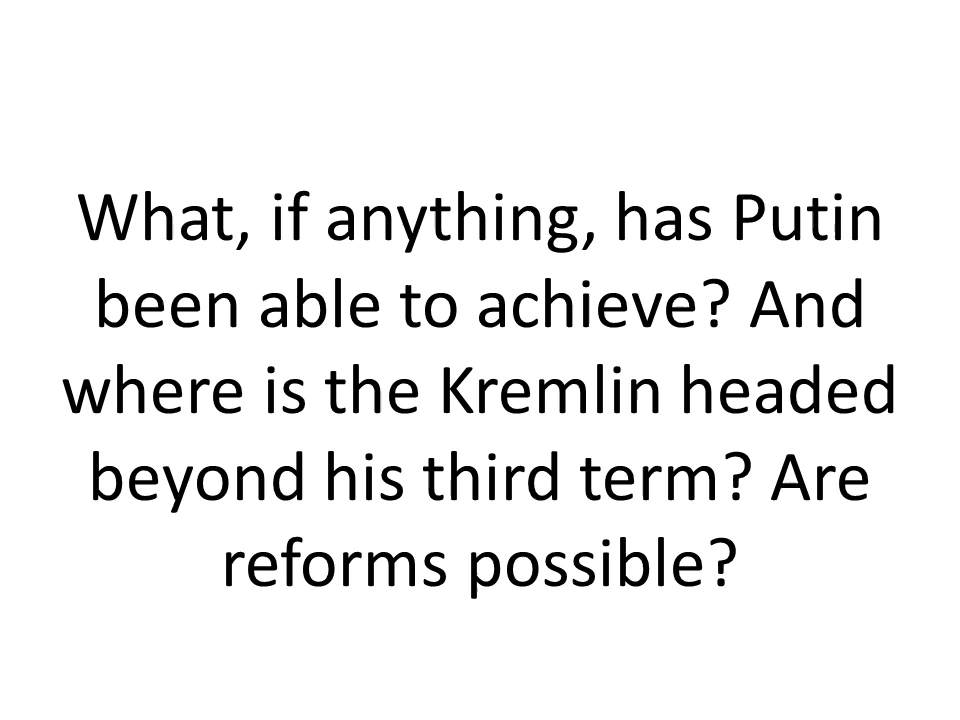 What, if anything, has Putin
been able to achieve? And
where is the Kremlin headed
beyond his third term? Are
reforms possible?